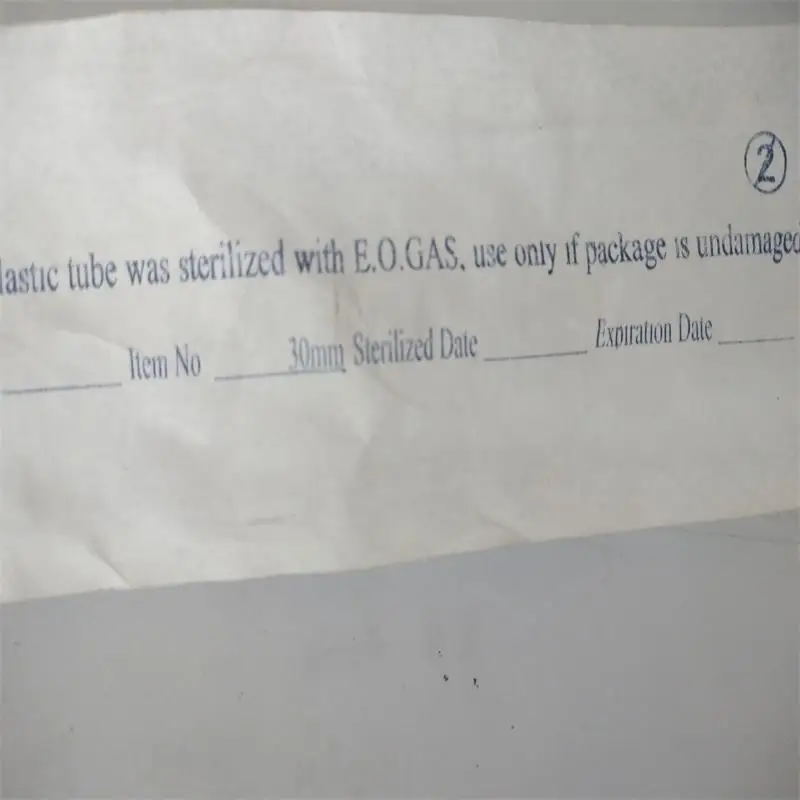 ②
lastic tube was sterilized with E.O.GAS, use only if package is undamaged
Item No 30mm Sterilized Date Expiration Date